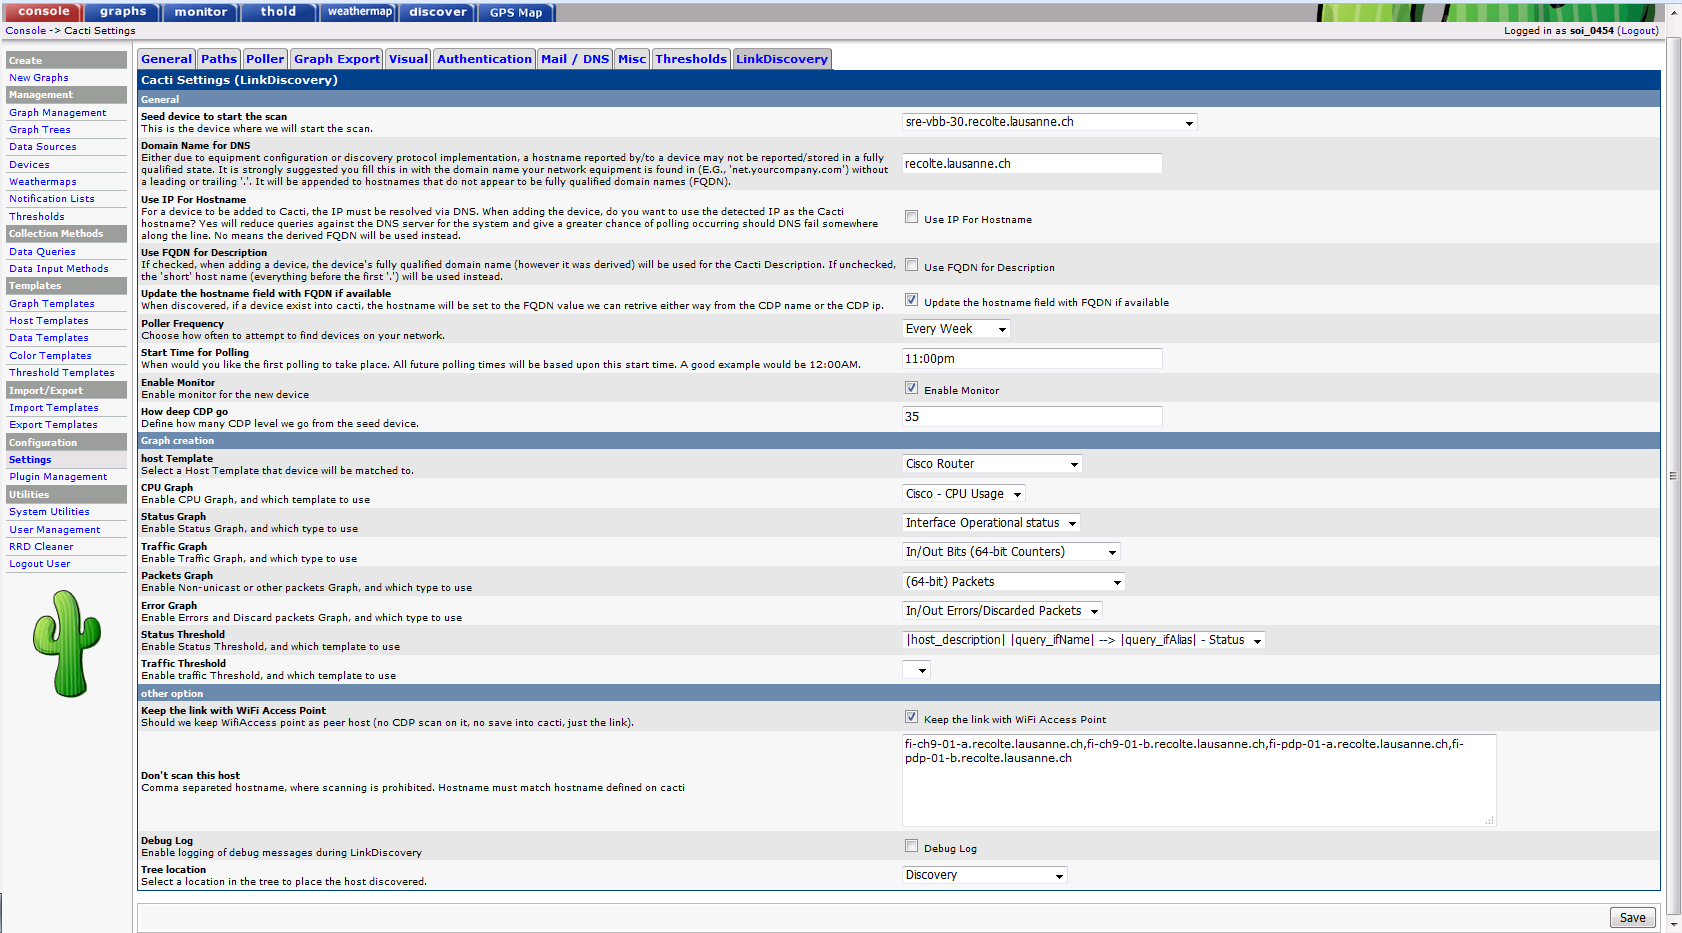 console graphs monitor thold weathermap discover GPS Map
Console -> Cacti Settings
Logged in as soi_0454 (Logout)
Create
New Graphs
Management
Graph Management
Graph Trees
Data Sources
Devices
Weathermaps
Notification Lists
Thresholds
Collection Methods
Data Queries
Data Input Methods
Templates
Graph Templates
Host Templates
Data Templates
Color Templates
Threshold Templates
Import/Export
Import Templates
Export Templates
Configuration
Settings
Plugin Management
Utilities
System Utilities
User Management
RRD Cleaner
Logout User
General Paths Poller Graph Export Visual Authentication Mail / DNS Misc Thresholds LinkDiscovery
Cacti Settings (LinkDiscovery)
General
Seed device to start the scan
This is the device where we will start the scan.
sre-vbb-30.recolte.lausanne.ch
Domain Name for DNS
Either due to equipment configuration or discovery protocol implementation, a hostname reported by/to a device may not be reported/stored in a fully
qualified state. It is strongly suggested you fill this in with the domain name your network equipment is found in (E.G., 'net.yourcompany.com') without
a leading or trailing '.'. It will be appended to hostnames that do not appear to be fully qualified domain names (FQDN).
recolte.lausanne.ch
Use IP For Hostname
For a device to be added to Cacti, the IP must be resolved via DNS. When adding the device, do you want to use the detected IP as the Cacti
hostname? Yes will reduce queries against the DNS server for the system and give a greater chance of polling occurring should DNS fail somewhere
along the line. No means the derived FQDN will be used instead.
Use IP For Hostname
Use FQDN for Description
If checked, when adding a device, the device's fully qualified domain name (however it was derived) will be used for the Cacti Description. If unchecked,
the 'short' host name (everything before the first '.') will be used instead.
Use FQDN for Description
Update the hostname field with FQDN if available
When discovered, if a device exist into cacti, the hostname will be set to the FQDN value we can retrive either way from the CDP name or the CDP ip.
Update the hostname field with FQDN if available
Poller Frequency
Choose how often to attempt to find devices on your network.
Every Week
Start Time for Polling
When would you like the first polling to take place. All future polling times will be based upon this start time. A good example would be 12:00AM.
11:00pm
Enable Monitor
Enable monitor for the new device
Enable Monitor
How deep CDP go
Define how many CDP level we go from the seed device.
35
Graph creation
host Template
Select a Host Template that device will be matched to.
Cisco Router
CPU Graph
Enable CPU Graph, and which template to use
Cisco - CPU Usage
Status Graph
Enable Status Graph, and which type to use
Interface Operational status
Traffic Graph
Enable Traffic Graph, and which type to use
In/Out Bits (64-bit Counters)
Packets Graph
Enable Non-unicast or other packets Graph, and which type to use
(64-bit) Packets
Error Graph
Enable Errors and Discard packets Graph, and which type to use
In/Out Errors/Discarded Packets
Status Threshold
Enable Status Threshold, and which template to use
|host_description| |query_ifName| --> |query_ifAlias| - Status
Traffic Threshold
Enable traffic Threshold, and which template to use
other option
Keep the link with WiFi Access Point
Should we keep WifiAccess point as peer host (no CDP scan on it, no save into cacti, just the link).
Keep the link with WiFi Access Point
Don't scan this host
Comma separeted hostname, where scanning is prohibited. Hostname must match hostname defined on cacti
fi-ch9-01-a.recolte.lausanne.ch,fi-ch9-01-b.recolte.lausanne.ch,fi-pdp-01-a.recolte.lausanne.ch,fi-
pdp-01-b.recolte.lausanne.ch
Debug Log
Enable logging of debug messages during LinkDiscovery
Debug Log
Tree location
Select a location in the tree to place the host discovered.
Discovery
Save